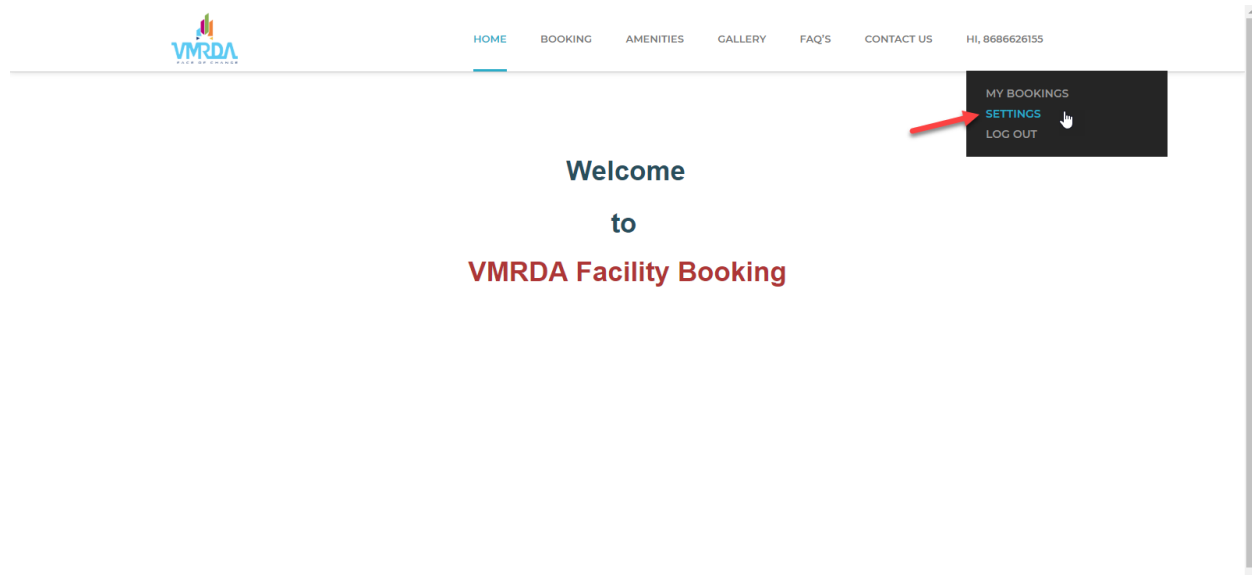 VMRDA
HOME BOOKING AMENITIES GALLERY FAQ'S CONTACT US HI, 8686626155
MY BOOKINGS
SETTINGS
LOG OUT
Welcome
to
VMRDA Facility Booking